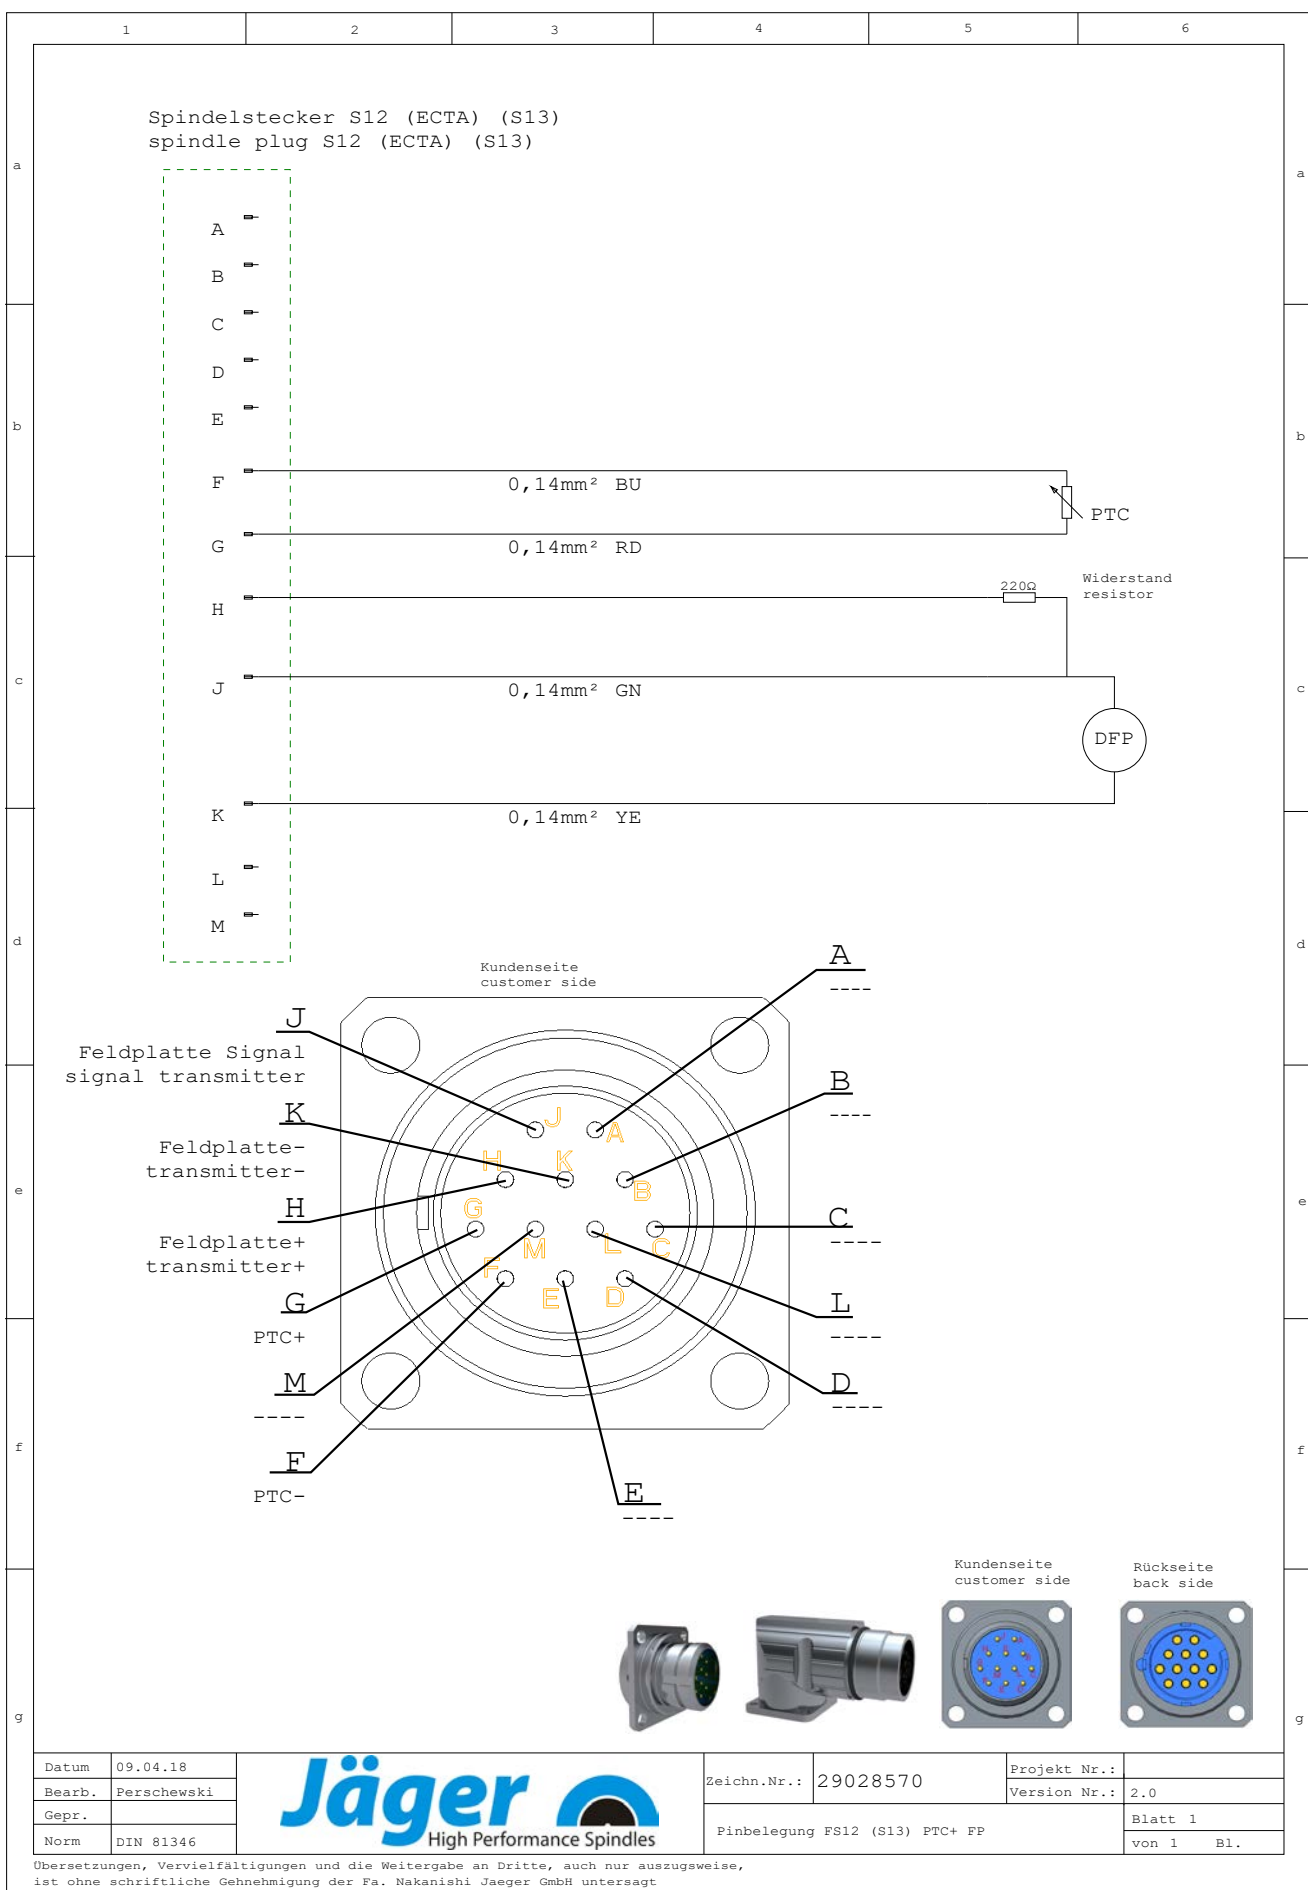 1 2 3 4 5 6
Spindelstecker S12 (ECTA) (S13)
spindle plug S12 (ECTA) (S13)
a a
A
B
C
D
E
b b
F
0,14mm² BU
PTC
G
0,14mm² RD
220Ω
Widerstand
resistor
H
c c
J
0,14mm² GN
DFP
K
0,14mm² YE
L
M
d d
Kundenseite
customer side
A
----
J
Feldplatte Signal
signal transmitter
B
----
K
Feldplatte-
transmitter-
H
Feldplatte+
transmitter+
C
----
G
PTC+
L
----
M
----
D
----
F
PTC-
E
----
J
A
H
K
B
G
M
L
C
F
E
D
e e
f f
Kundenseite
customer side
Rückseite
back side
g g
Datum 09.04.18
Bearb. Perschewski
Gepr.
Norm DIN 81346
Jäger
High Performance Spindles
Zeichn.Nr.: 29028570
Pinbelegung FS12 (S13) PTC+ FP
Projekt Nr.:
Version Nr.: 2.0
Blatt 1
von 1 Bl.
Übersetzungen, Vervielfältigungen und die Weitergabe an Dritte, auch nur auszugsweise,
ist ohne schriftliche Gehnehmigung der Fa. Nakanishi Jaeger GmbH untersagt